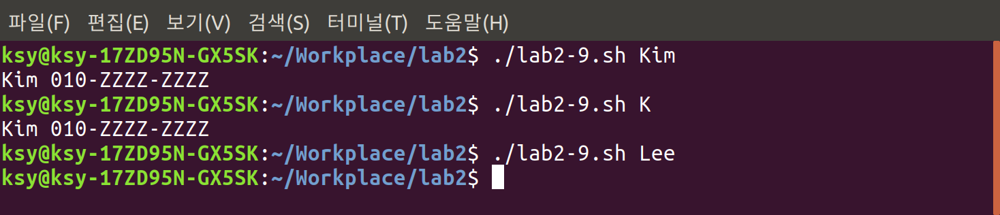 파일(F) 편집(E) 보기(V) 검색(S) 터미널(T) 도움말(H)
ksy@ksy-17ZD95N-GX5SK:~/Workplace/lab2$ ./lab2-9.sh Kim
Kim 010-ZZZZ-ZZZZ
ksy@ksy-17ZD95N-GX5SK:~/Workplace/lab2$ ./lab2-9.sh K
Kim 010-ZZZZ-ZZZZ
ksy@ksy-17ZD95N-GX5SK:~/Workplace/lab2$ ./lab2-9.sh Lee
ksy@ksy-17ZD95N-GX5SK:~/Workplace/lab2$